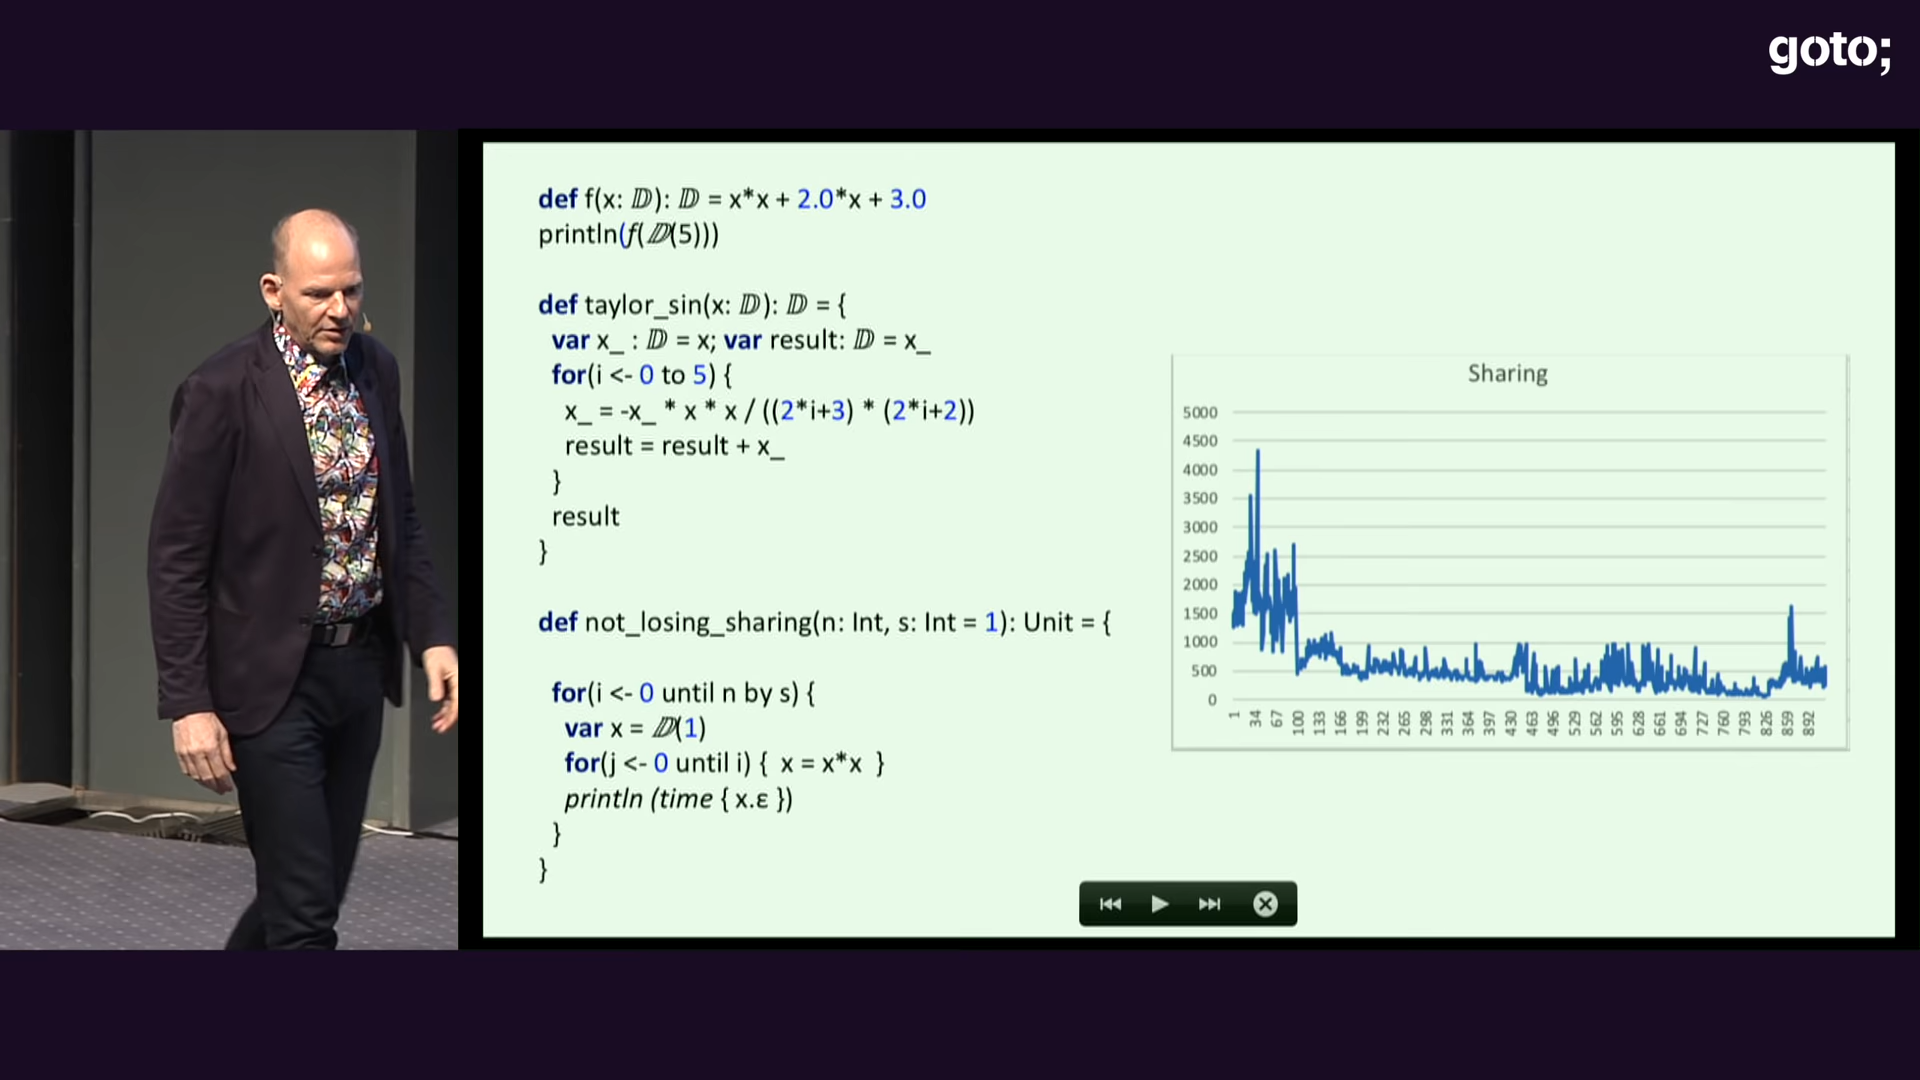 goto;
def f(x: 𝔻): 𝔻 = x*x + 2.0*x + 3.0
println(f(𝔻(5)))
def taylor_sin(x: 𝔻): 𝔻 = {
var x_ : 𝔻 = x; var result: 𝔻 = x_
for(i <- 0 to 5) {
x_ = -x_ * x * x / ((2*i+3) * (2*i+2))
result = result + x_
}
result
}
def not_losing_sharing(n: Int, s: Int = 1): Unit = {
for(i <- 0 until n by s) {
var x = 𝔻(1)
for(j <- 0 until i) { x = x*x }
println (time { x.ε })
}
}
Sharing
5000
4500
4000
3500
3000
2500
2000
1500
1000
500
0
1 34 67 100 133 166 199 232 265 298 331 364 397 430 463 496 529 562 595 628 661 694 727 760 793 826 859 892